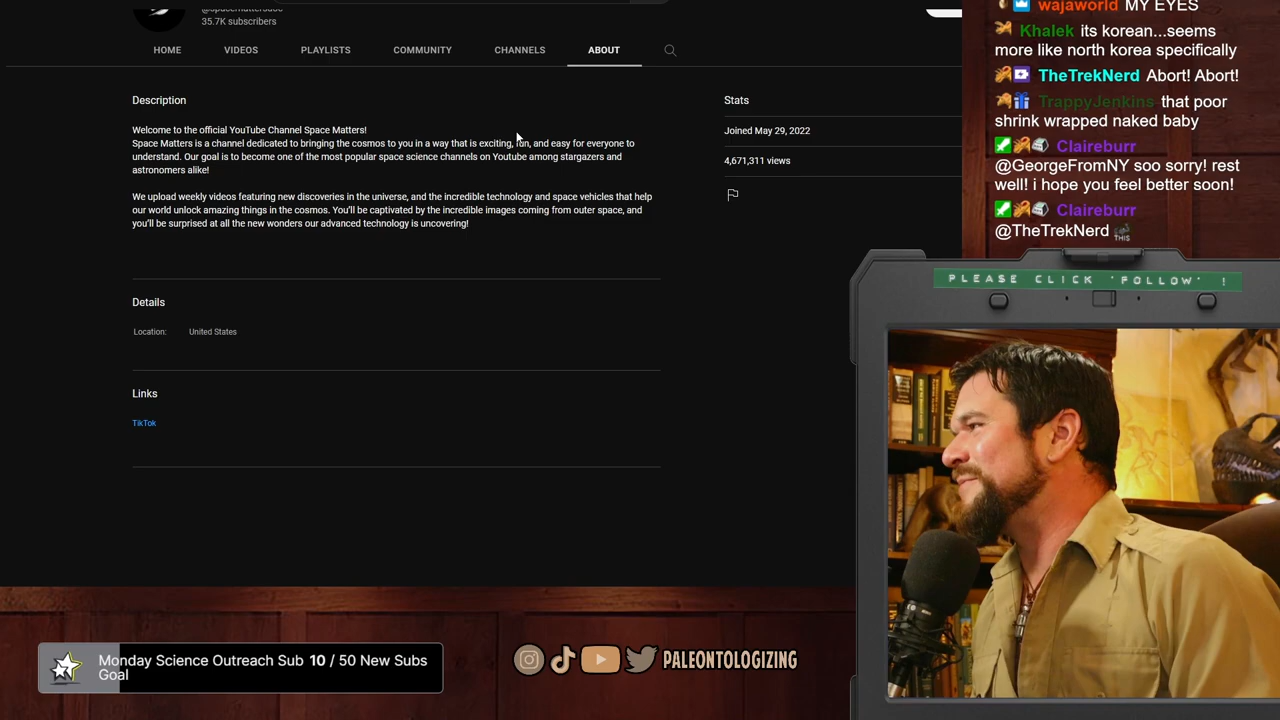 35.7K subscribers
HOME VIDEOS PLAYLISTS COMMUNITY CHANNELS ABOUT
Description
Welcome to the official YouTube Channel Space Matters!
Space Matters is a channel dedicated to bringing the cosmos to you in a way that is exciting, fun, and easy for everyone to
understand. Our goal is to become one of the most popular space science channels on Youtube among stargazers and
astronomers alike!
We upload weekly videos featuring new discoveries in the universe, and the incredible technology and space vehicles that help
our world unlock amazing things in the cosmos. You'll be captivated by the incredible images coming from outer space, and
you'll be surprised at all the new wonders our advanced technology is uncovering!
Details
Location: United States
Links
TikTok
Stats
Joined May 29, 2022
4,671,311 views
wajaworld MY EYES
Khalek its korean...seems
more like north korea specifically
TheTrekNerd Abort! Abort!
TrappyJenkins that poor
shrink wrapped naked baby
Claireburr
@GeorgeFromNY soo sorry! rest
well! i hope you feel better soon!
Claireburr
@TheTrekNerd THIS
PLEASE CLICK 'FOLLOW' !
Monday Science Outreach Sub 10 / 50 New Subs
Goal
PALEONTOLOGIZING